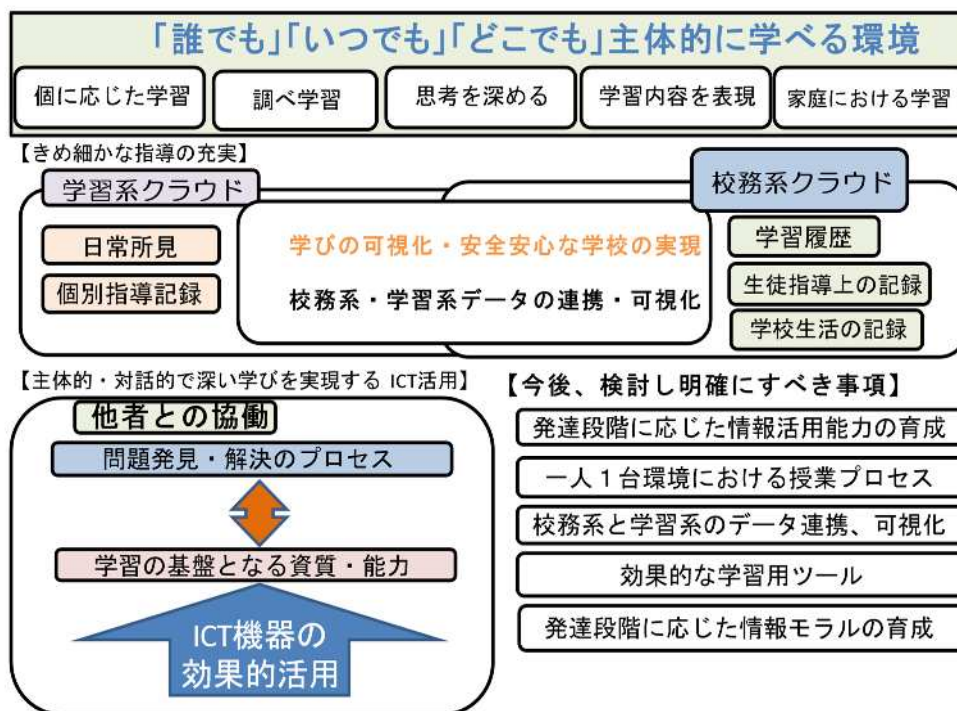 「誰でも」「いつでも」「どこでも」主体的に学べる環境
個に応じた学習
調べ学習
思考を深める
学習内容を表現
家庭における学習
【きめ細かな指導の充実】
学習系クラウド
校務系クラウド
日常所見
個別指導記録
学びの可視化・安全安心な学校の実現
校務系・学習系データの連携・可視化
学習履歴
生徒指導上の記録
学校生活の記録
【主体的・対話的で深い学びを実現する ICT活用】
他者との協働
問題発見・解決のプロセス
学習の基盤となる資質・能力
ICT機器の
効果的活用
【今後、検討し明確にすべき事項】
発達段階に応じた情報活用能力の育成
一人１台環境における授業プロセス
校務系と学習系のデータ連携、可視化
効果的な学習用ツール
発達段階に応じた情報モラルの育成